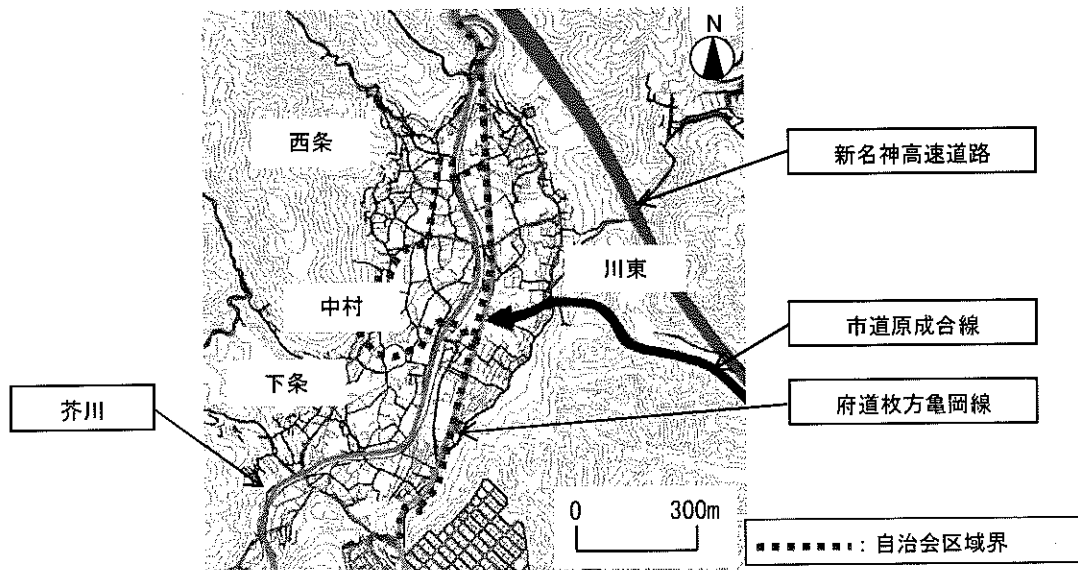 N
西条
新名神高速道路
川東
中村
市道原成合線
下条
芥川
府道枚方亀岡線
0 300m
: 自治会区域界